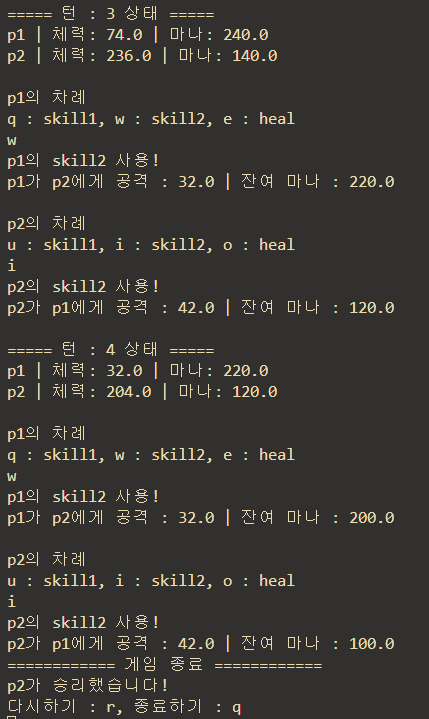 ===== 턴 : 3 상태 =====
p1 | 체력: 74.0 | 마나: 240.0
p2 | 체력: 236.0 | 마나: 140.0
p1의 차례
q : skill1, w : skill2, e : heal
w
p1의 skill2 사용!
p1가 p2에게 공격 : 32.0 | 잔여 마나 : 220.0
p2의 차례
u : skill1, i : skill2, o : heal
i
p2의 skill2 사용!
p2가 p1에게 공격 : 42.0 | 잔여 마나 : 120.0
===== 턴 : 4 상태 =====
p1 | 체력: 32.0 | 마나: 220.0
p2 | 체력: 204.0 | 마나: 120.0
p1의 차례
q : skill1, w : skill2, e : heal
w
p1의 skill2 사용!
p1가 p2에게 공격 : 32.0 | 잔여 마나 : 200.0
p2의 차례
u : skill1, i : skill2, o : heal
i
p2의 skill2 사용!
p2가 p1에게 공격 : 42.0 | 잔여 마나 : 100.0
============ 게임 종료 ============
p2가 승리했습니다!
다시하기 : r, 종료하기 : q